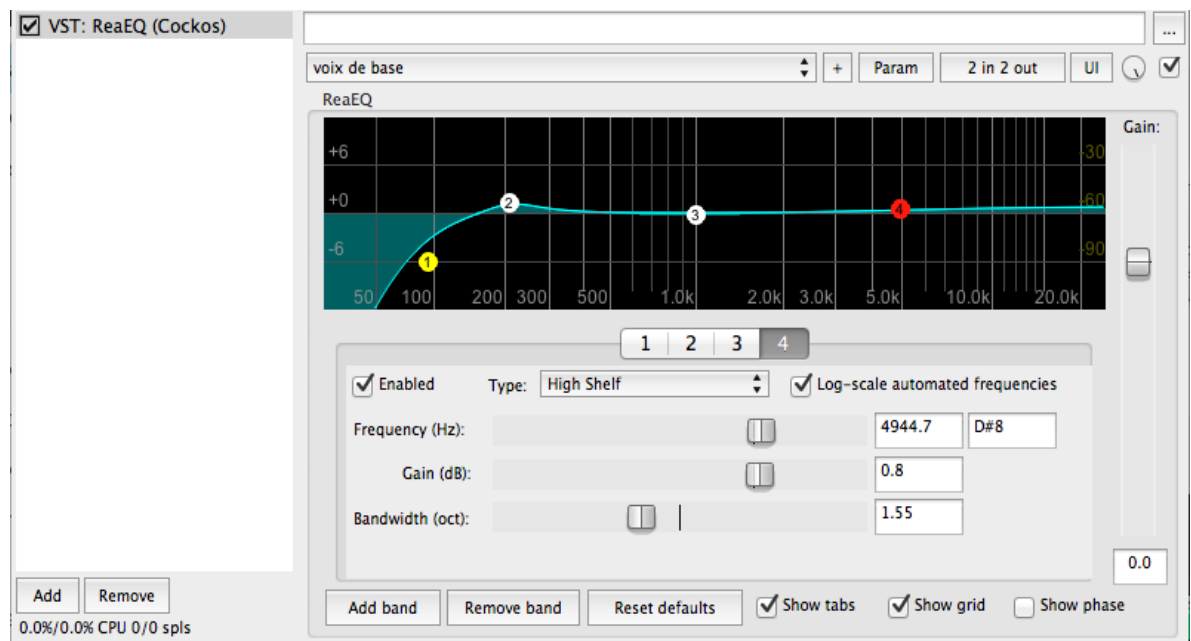 VST: ReaEQ (Cockos)
...
voix de base
+
Param
2 in 2 out
UI
ReaEQ
Gain:
+6
-30
+0
-60
-6
-90
50 100 200 300 500 1.0k 2.0k 3.0k 5.0k 10.0k 20.0k
1
2
3
4
1 2 3 4
Enabled Type: High Shelf Log-scale automated frequencies
Frequency (Hz): 4944.7 D#8
Gain (dB): 0.8
Bandwidth (oct): 1.55
0.0
Add Remove
Add band Remove band Reset defaults Show tabs Show grid Show phase
0.0%/0.0% CPU 0/0 spls